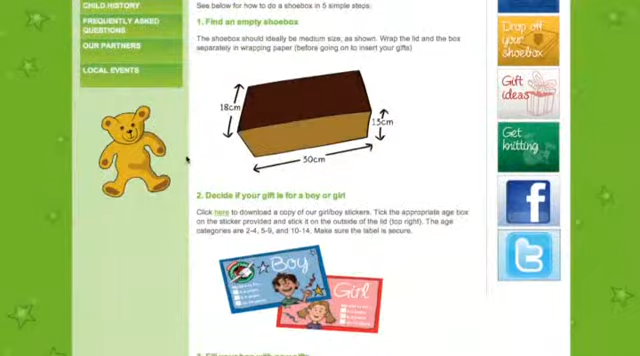 CHILD HISTORY
FREQUENTLY ASKED
QUESTIONS
OUR PARTNERS
LOCAL EVENTS
See below for how to do a shoebox in 5 simple steps:
1. Find an empty shoebox
The shoebox should ideally be medium size, as shown. Wrap the lid and the box
separately in wrapping paper (before going on to insert your gifts)
18cm
13cm
30cm
2. Decide if your gift is for a boy or girl
Click here to download a copy of our girl/boy stickers. Tick the appropriate age box
on the sticker provided and stick it on the outside of the lid (top right). The age
categories are 2-4, 5-9, and 10-14. Make sure the label is secure.
Boy
Girl
Drop off
your
shoebox
Gift
ideas
Get
knitting